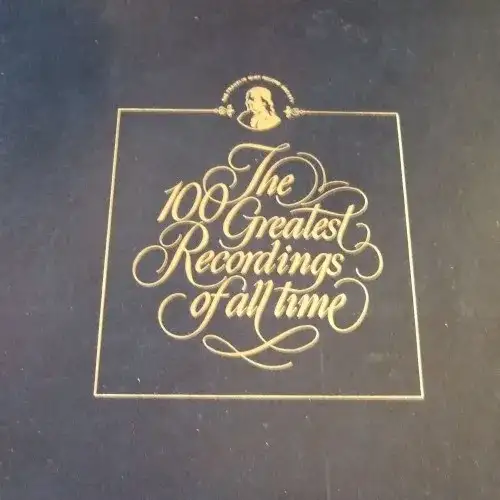 The
100 Greatest
Recordings
of all time